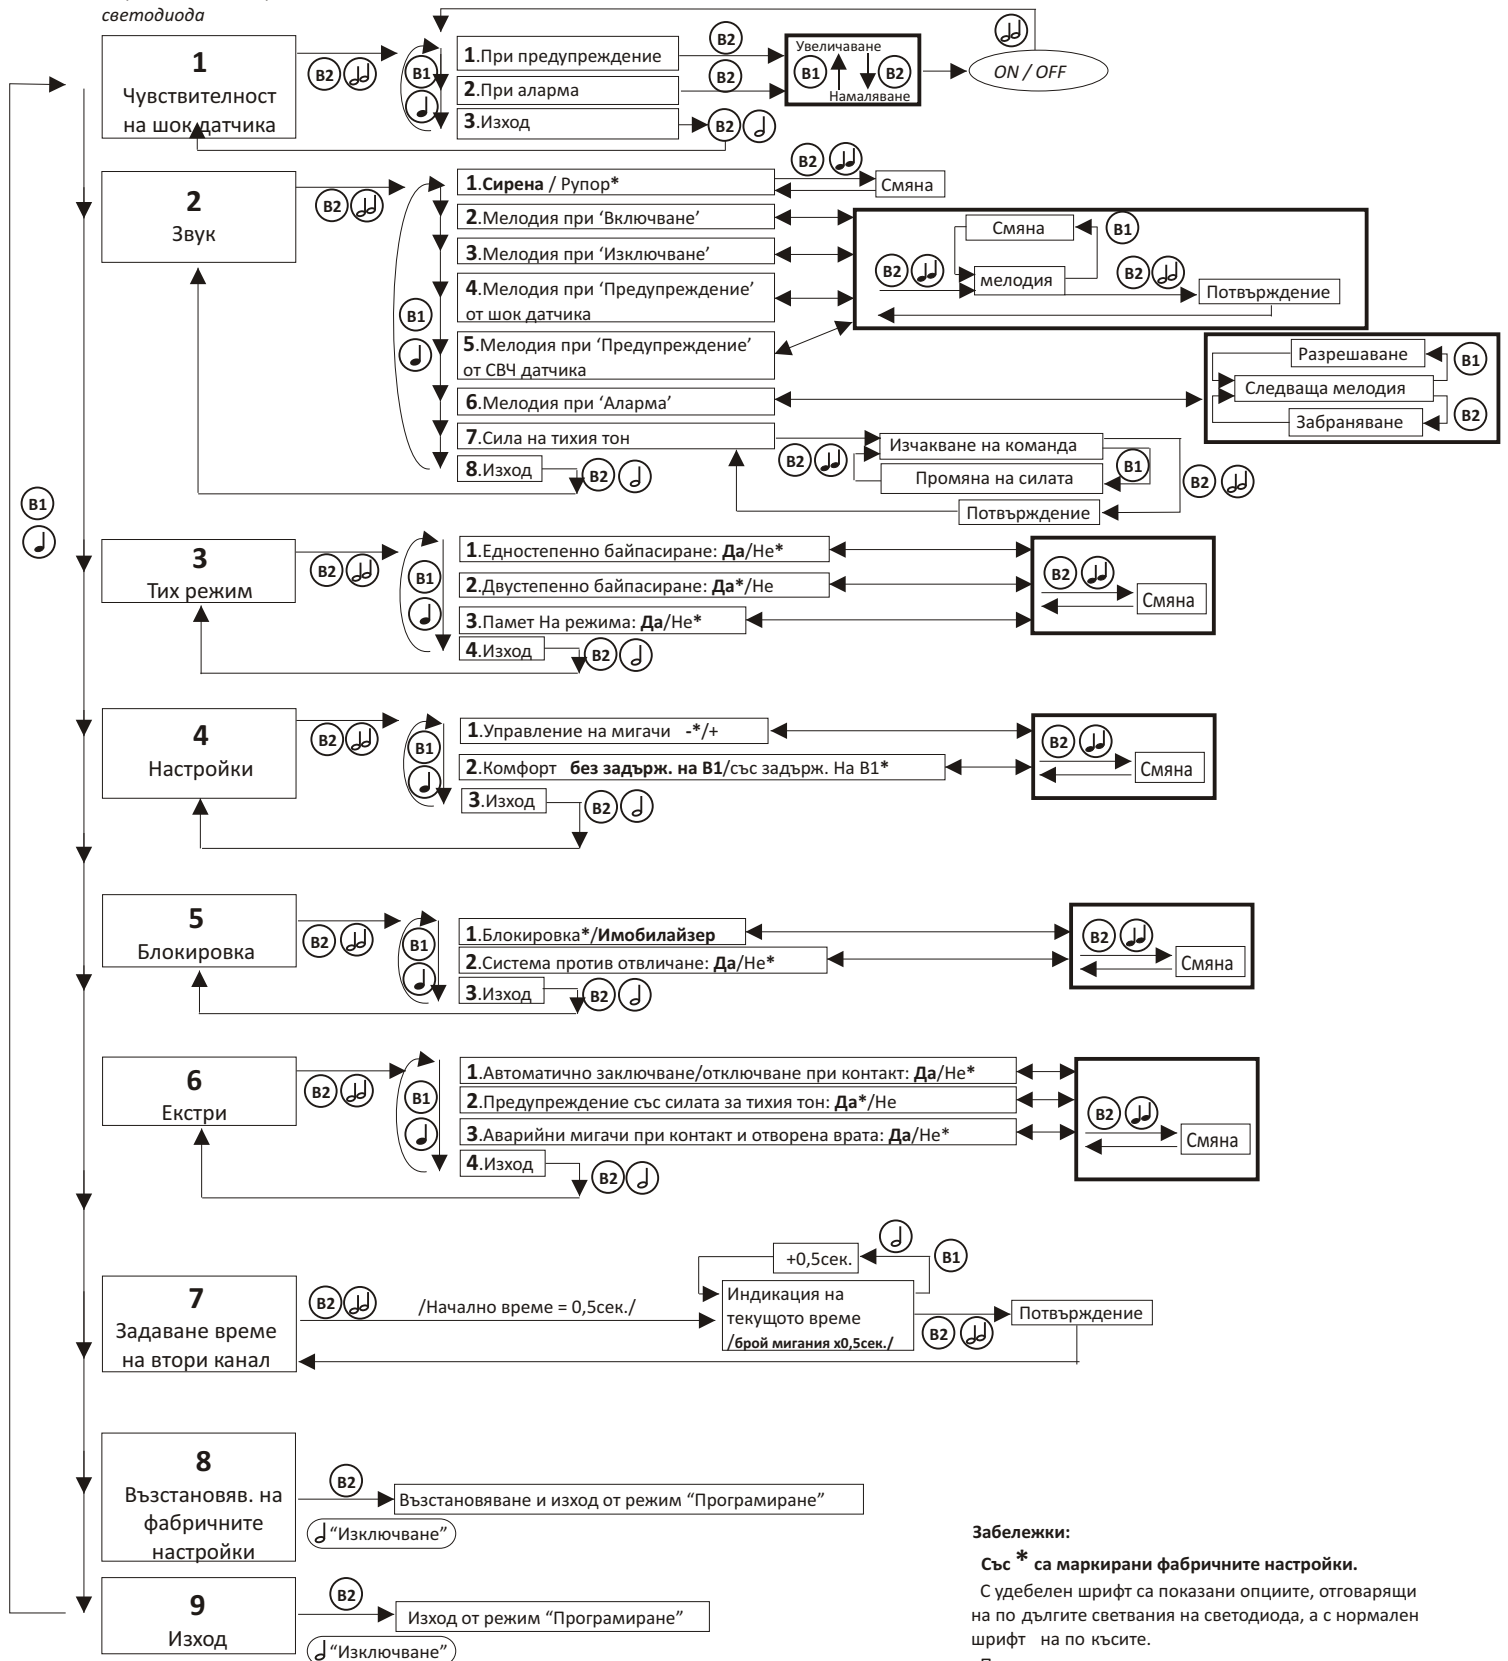 светодиода
1
Чувствителност
на шок датчика
B2
B1
1.При предупреждение
2.При аларма
3.Изход
B2
B2
B2
Увеличаване
B1
B2
Намаляване
ON / OFF
2
Звук
B2
B1
1.Сирена / Рупор*
2.Мелодия при ‘Включване’
3.Мелодия при ‘Изключване’
4.Мелодия при ‘Предупреждение’
от шок датчика
5.Мелодия при ‘Предупреждение’
от СВЧ датчика
6.Мелодия при ‘Аларма’
7.Сила на тихия тон
8.Изход
B2
B2
Смяна
Смяна
B1
B2
мелодия
B2
Потвърждение
Разрешаване
B1
Следваща мелодия
B2
Забраняване
B2
Изчакване на команда
B1
Промяна на силата
B2
Потвърждение
B1
3
Тих режим
B2
B1
1.Едностепенно байпасиране: Да/Не*
2.Двустепенно байпасиране: Да*/Не
3.Памет На режима: Да/Не*
4.Изход
B2
B2
Смяна
4
Настройки
B2
B1
1.Управление на мигачи -*/+
2.Комфорт без задърж. на В1/със задърж. На В1*
3.Изход
B2
B2
Смяна
5
Блокировка
B2
B1
1.Блокировка*/Имобилайзер
2.Система против отвличане: Да/Не*
3.Изход
B2
B2
Смяна
6
Екстри
B2
B1
1.Автоматично заключване/отключване при контакт: Да/Не*
2.Предупреждение със силата за тихия тон: Да*/Не
3.Аварийни мигачи при контакт и отворена врата: Да/Не*
4.Изход
B2
B2
Смяна
7
Задаване време
на втори канал
B2
/Начално време = 0,5сек./
+0,5сек.
B1
Индикация на
текущото време
/брой мигания х0,5сек./
B2
Потвърждение
8
Възстановяв. на
фабричните
настройки
B2
“Изключване”
Възстановяване и изход от режим “Програмиране”
9
Изход
B2
“Изключване”
Изход от режим “Програмиране”
Забележки:
Със * са маркирани фабричните настройки.
С удебелен шрифт са показани опциите, отговарящи
на по дългите светвания на светодиода, а с нормален
шрифт на по късите.